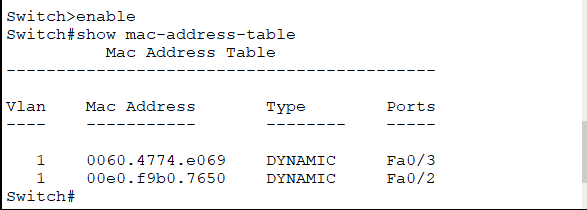 Switch>enable
Switch#show mac-address-table
Mac Address Table
-------------------------------------------
Vlan Mac Address Type Ports
---- ----------- -------- -----
1 0060.4774.e069 DYNAMIC Fa0/3
1 00e0.f9b0.7650 DYNAMIC Fa0/2
Switch#